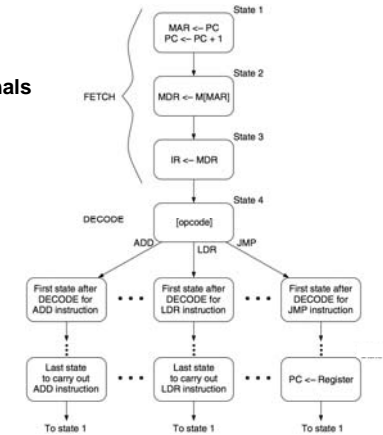 nals
State 1
MAR <– PC
PC <– PC + 1
State 2
FETCH
MDR <– M[MAR]
State 3
IR <– MDR
State 4
DECODE
[opcode]
ADD
LDR
JMP
First state after
DECODE for
ADD instruction
First state after
DECODE for
LDR instruction
First state after
DECODE for
JMP instruction
Last state
to carry out
ADD instruction
Last state
to carry out
LDR instruction
PC <– Register
To state 1
To state 1
To state 1